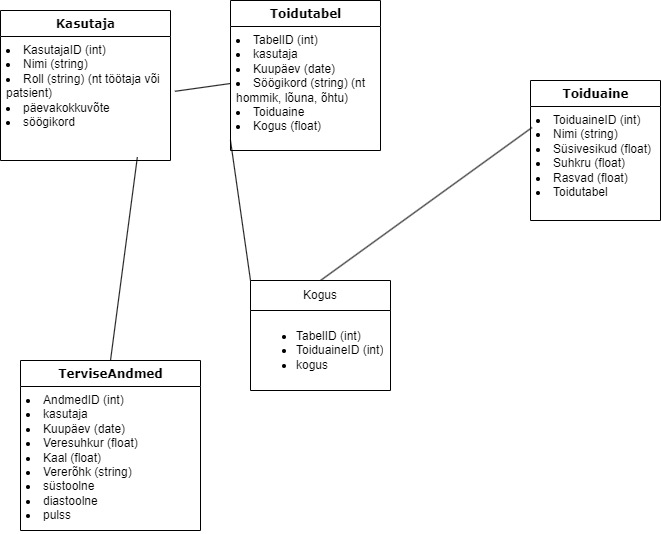 Kasutaja
KasutajaID (int)
Nimi (string)
Roll (string) (nt töötaja või
patsient)
päevakokkuvõte
söögikord
Toidutabel
TabelID (int)
kasutaja
Kuupäev (date)
Söögikord (string) (nt
hommik, lõuna, õhtu)
Toiduaine
Kogus (float)
Toiduaine
ToiduaineID (int)
Nimi (string)
Süsivesikud (float)
Suhkru (float)
Rasvad (float)
Toidutabel
Kogus
TabelID (int)
ToiduaineID (int)
kogus
TerviseAndmed
AndmedID (int)
kasutaja
Kuupäev (date)
Veresuhkur (float)
Kaal (float)
Vererõhk (string)
süstoolne
diastoolne
pulss